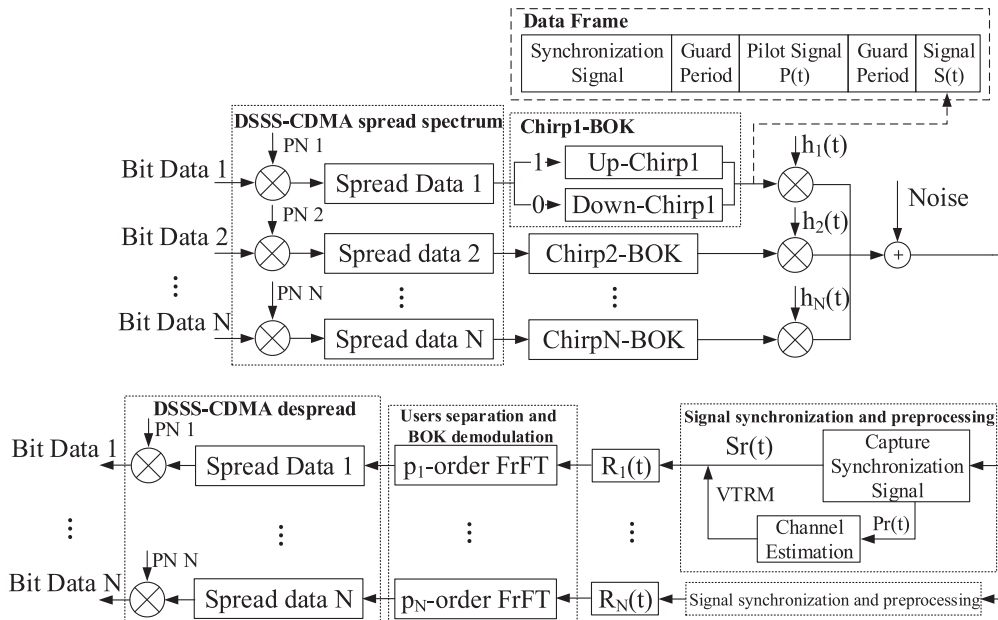 Data Frame
Synchronization
Signal
Guard
Period
Pilot Signal
P(t)
Guard
Period
Signal
S(t)
DSSS-CDMA spread spectrum
Chirp1-BOK
Bit Data 1
PN 1
Spread Data 1
1
Up-Chirp1
0
Down-Chirp1
h1(t)
Bit Data 2
PN 2
Spread data 2
Chirp2-BOK
h2(t)
Noise
+
⋮
⋮
⋮
Bit Data N
PN N
Spread data N
ChirpN-BOK
hN(t)
DSSS-CDMA despread
Users separation and
BOK demodulation
Signal synchronization and preprocessing
Bit Data 1
PN 1
Spread Data 1
p1-order FrFT
R1(t)
Sr(t)
VTRM
Capture
Synchronization
Signal
Pr(t)
Channel
Estimation
⋮
⋮
⋮
⋮
Bit Data N
PN N
Spread data N
pN-order FrFT
RN(t)
Signal synchronization and preprocessing